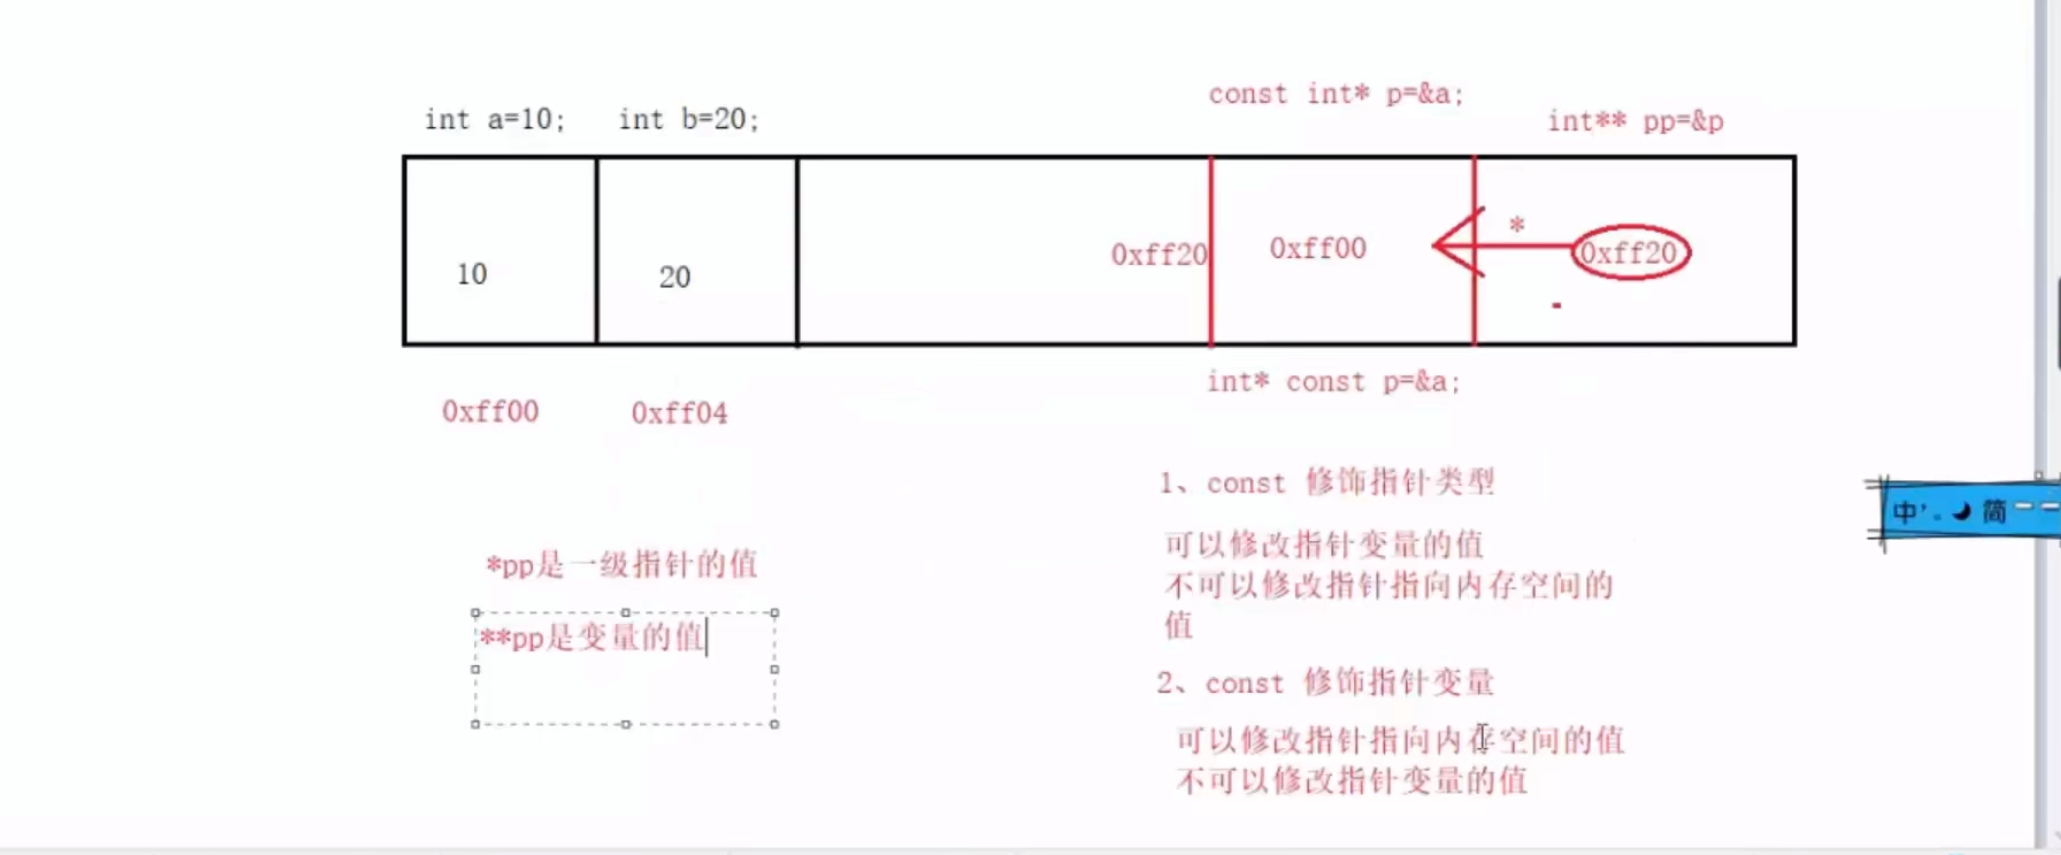 const int* p=&a;
int a=10;
int b=20;
int** pp=&p
10
20
0xff20
0xff00
*
0xff20
-
int* const p=&a;
0xff00
0xff04
1、const 修饰指针类型
可以修改指针变量的值
不可以修改指针指向内存空间的
值
*pp是一级指针的值
**pp是变量的值
2、const 修饰指针变量
可以修改指针指向内存空间的值
不可以修改指针变量的值
中’。简